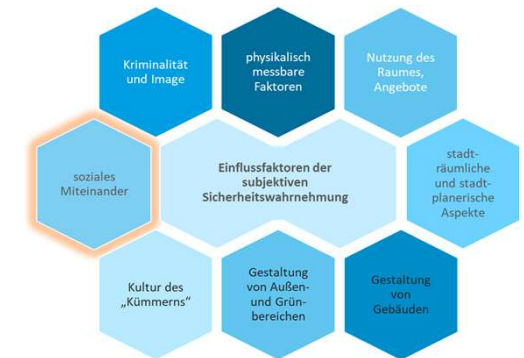 Kriminalität
und Image
physikalisch
messbare
Faktoren
Nutzung des
Raumes,
Angebote
soziales
Miteinander
Einflussfaktoren der
subjektiven
Sicherheitswahrnehmung
stadt-
räumliche
und stadt-
planerische
Aspekte
Kultur des
„Kümmerns“
Gestaltung
von Außen-
und Grün-
bereichen
Gestaltung
von
Gebäuden